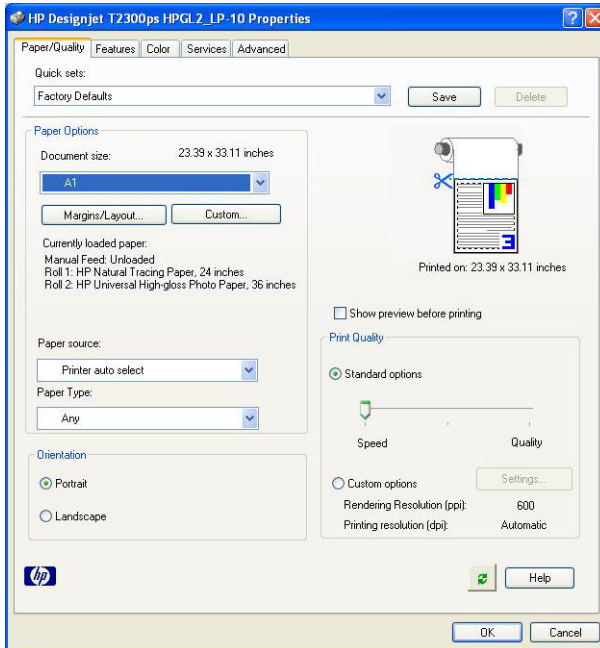 HP Designjet T2300ps HPGL2_LP-10 Properties
Paper/Quality Features Color Services Advanced
Quick sets:
Factory Defaults
Save
Delete
Paper Options
Document size: 23.39 x 33.11 inches
A1
Margins/Layout...
Custom...
Currently loaded paper:
Manual Feed: Unloaded
Roll 1: HP Natural Tracing Paper, 24 inches
Roll 2: HP Universal High-gloss Photo Paper, 36 inches
Paper source:
Printer auto select
Paper Type:
Any
Orientation
Portrait
Landscape
Printed on: 23.39 x 33.11 inches
Show preview before printing
Print Quality
Standard options
Speed Quality
Custom options
Settings...
Rendering Resolution (ppi): 600
Printing resolution (dpi): Automatic
hp
Help
OK
Cancel